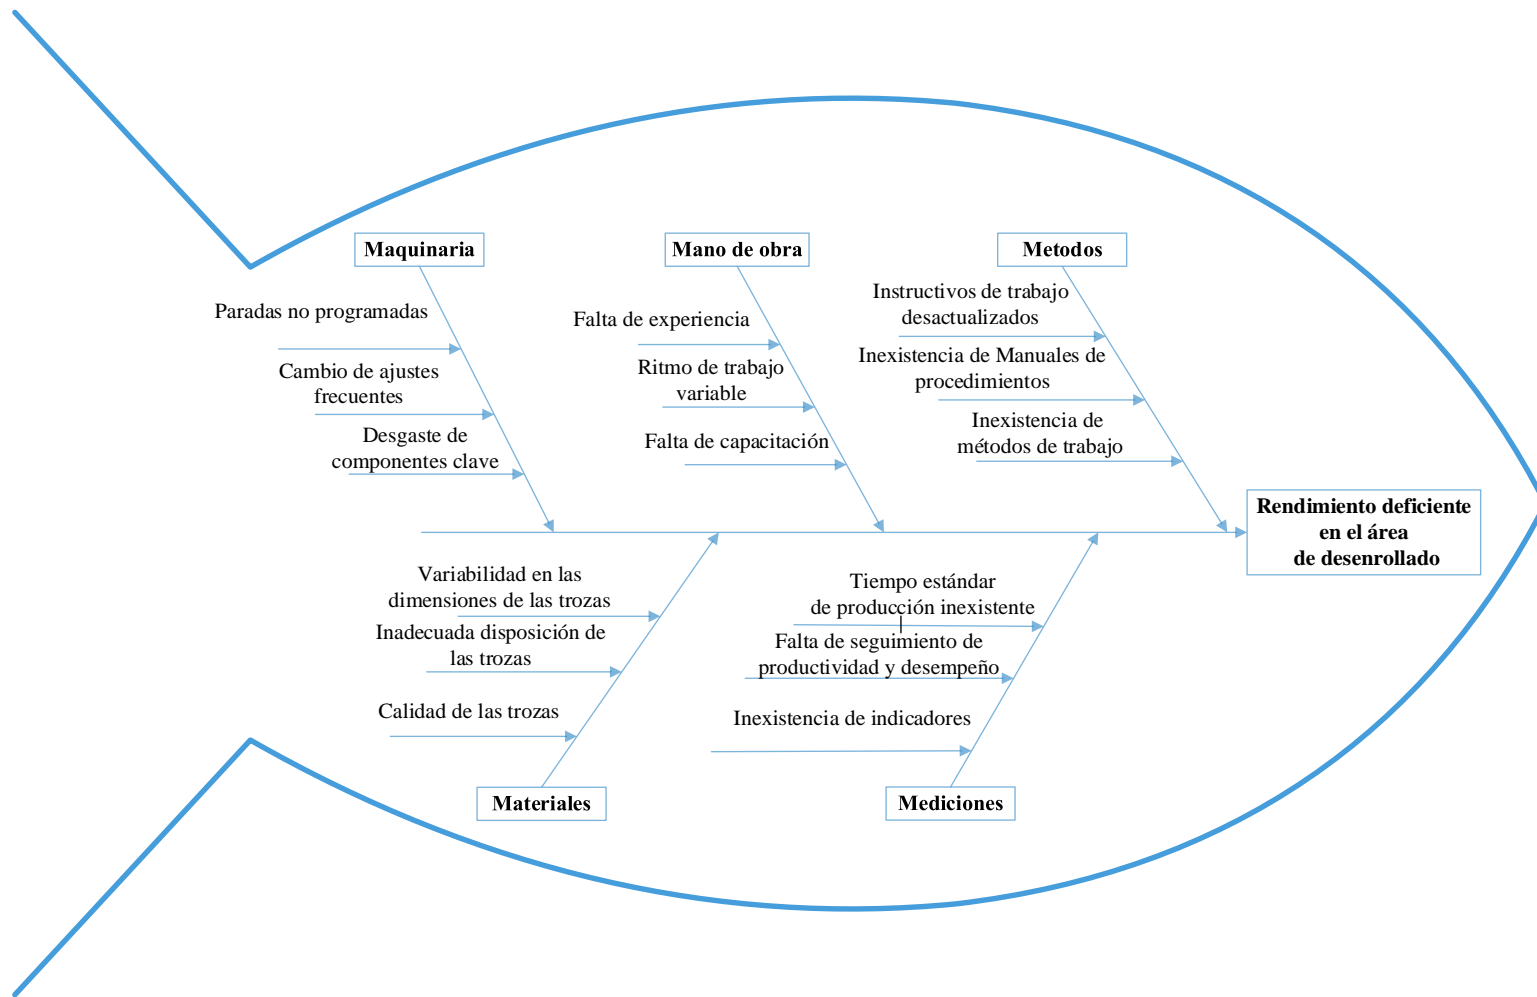 Maquinaria
Paradas no programadas
Cambio de ajustes
frecuentes
Desgaste de
componentes clave
Mano de obra
Falta de experiencia
Ritmo de trabajo
variable
Falta de capacitación
Metodos
Instructivos de trabajo
desactualizados
Inexistencia de Manuales de
procedimientos
Inexistencia de
métodos de trabajo
Rendimiento deficiente
en el área
de desenrollado
Variabilidad en las
dimensiones de las trozas
Inadecuada disposición de
las trozas
Calidad de las trozas
Materiales
Tiempo estándar
de producción inexistente
Falta de seguimiento de
productividad y desempeño
Inexistencia de indicadores
Mediciones